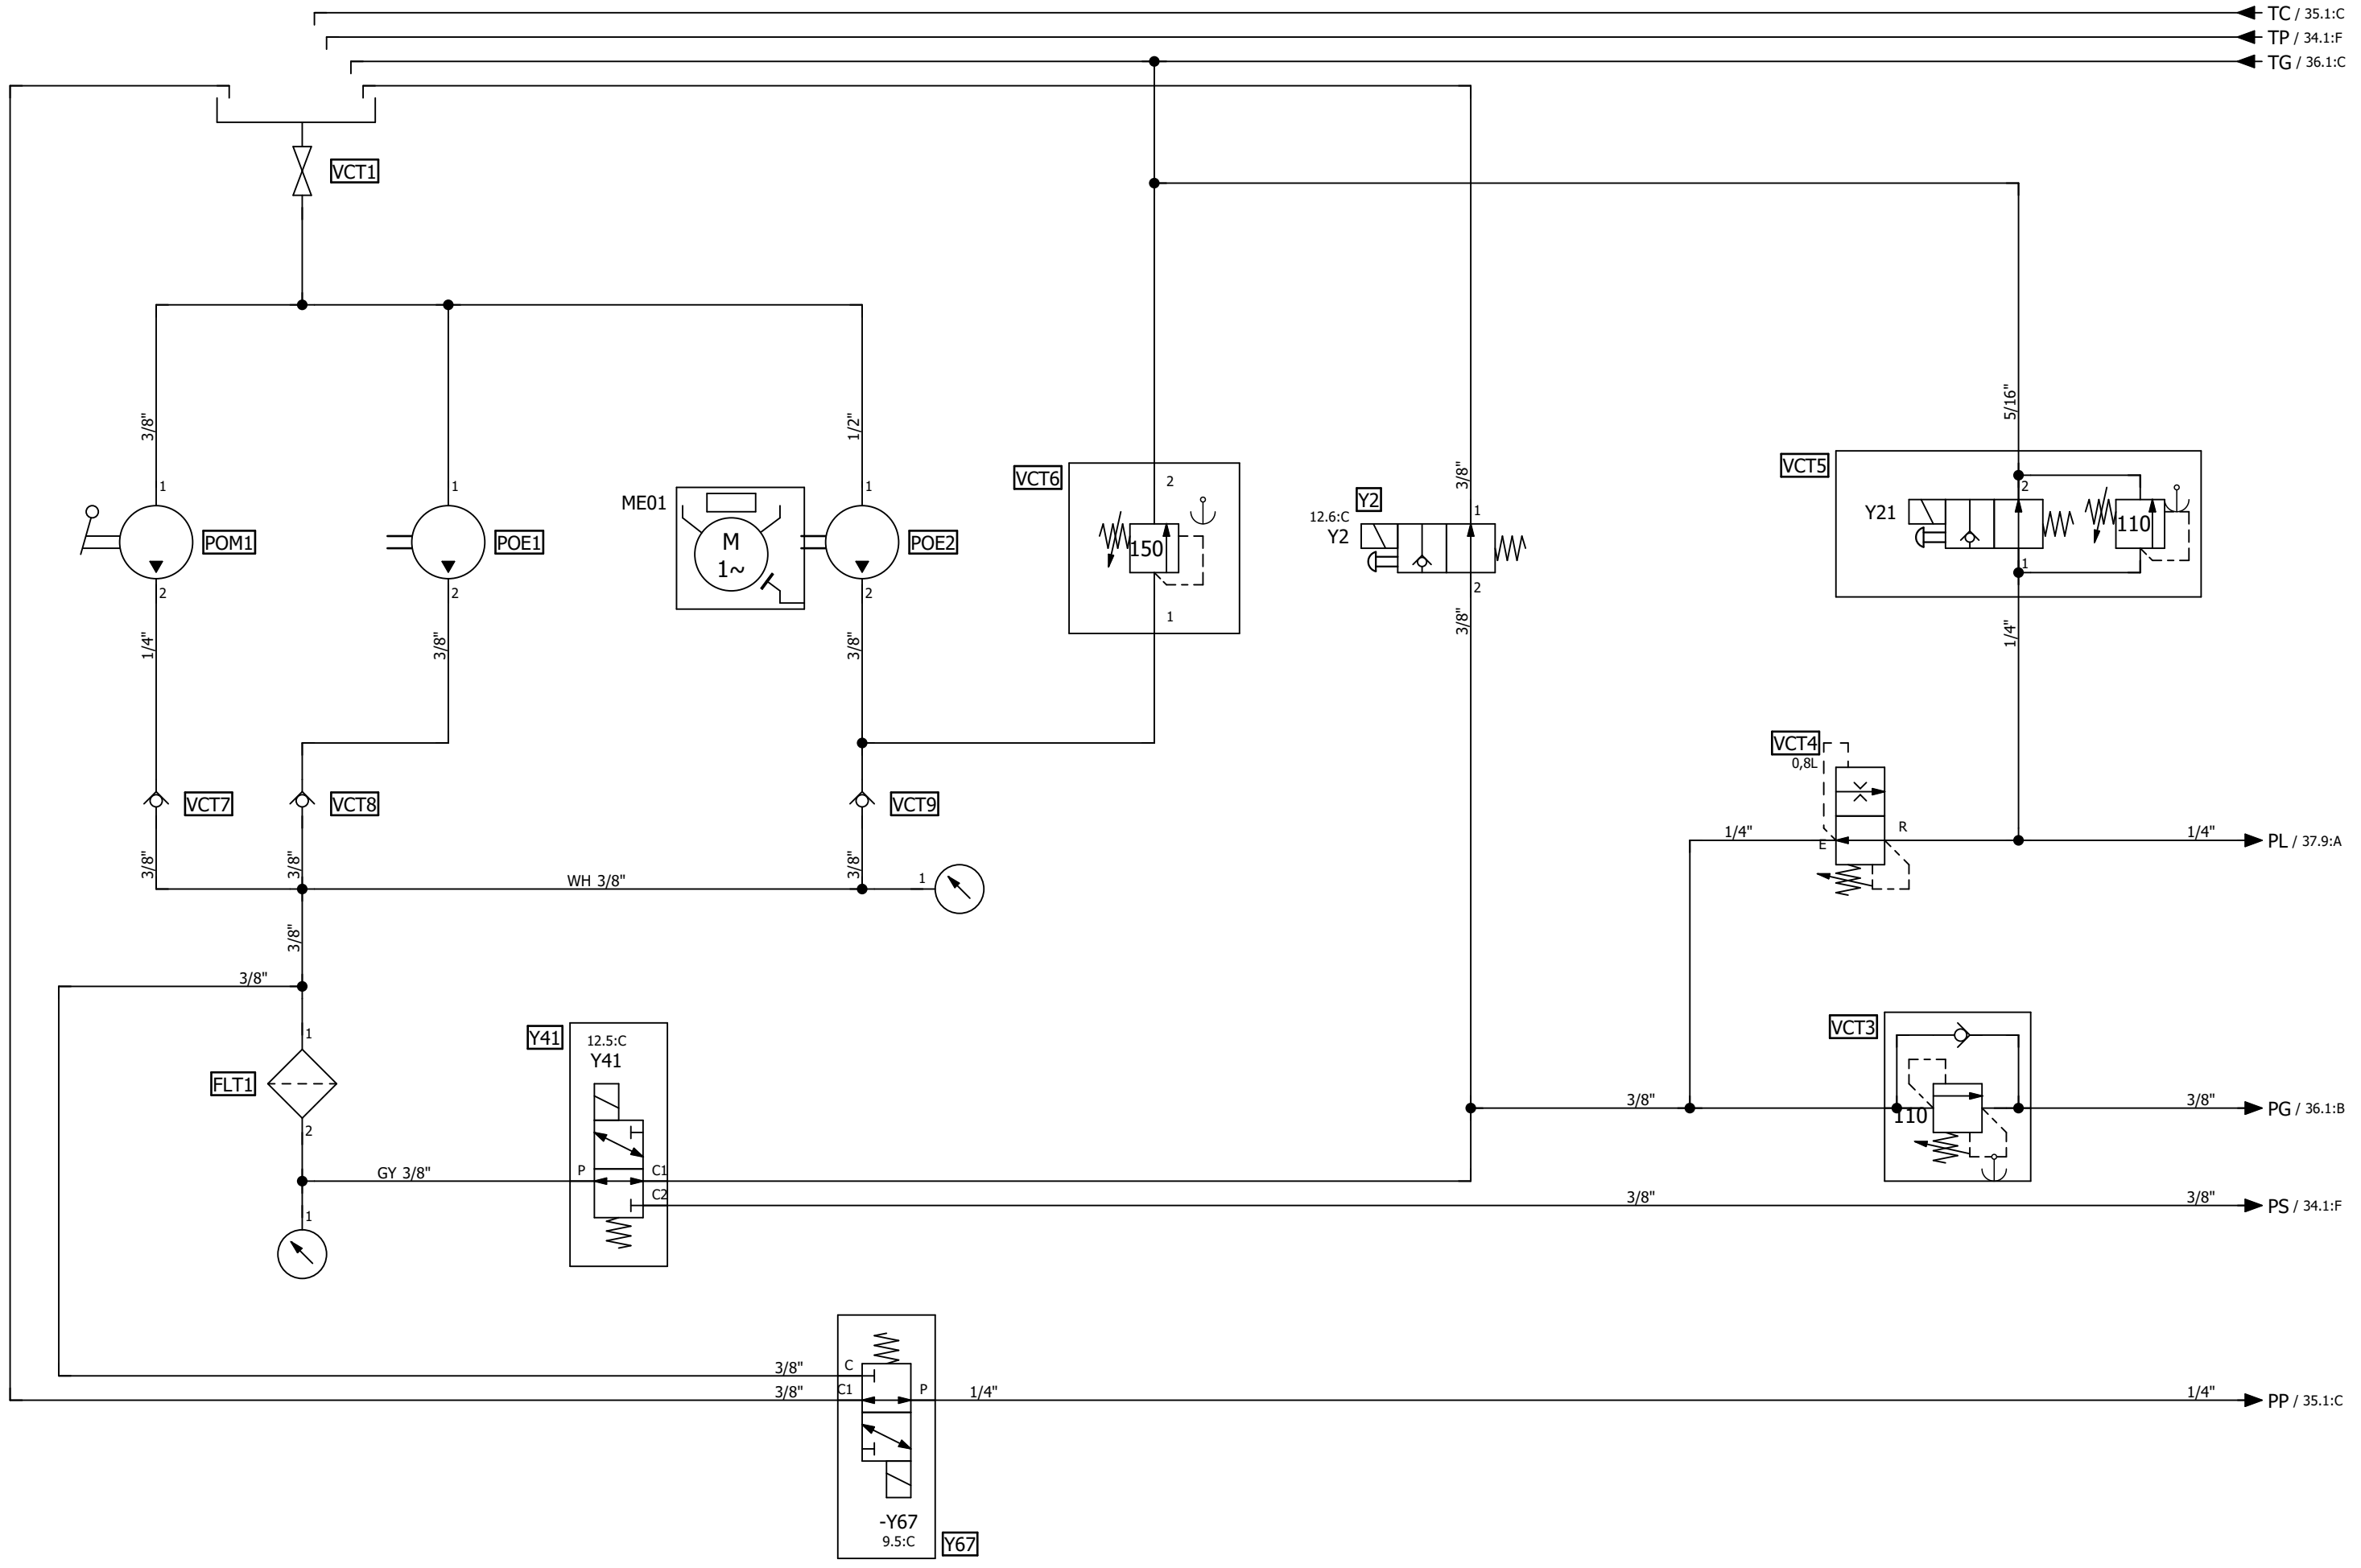 TC / 35.1:C
TP / 34.1:F
TG / 36.1:C
VCT1
3/8"
1/2"
5/16"
VCT5
VCT6
2
3/8"
1
1
1
ME01
Y2
12.6:C
Y2
1
2
Y21
110
POM1
POE1
M
1~
POE2
150
1
2
2
2
2
1
1/4"
3/8"
3/8"
3/8"
1/4"
VCT4
0,8L
VCT7
VCT8
VCT9
1/4"
R
E
1/4"
PL / 37.9:A
3/8"
3/8"
WH 3/8"
3/8"
1
3/8"
3/8"
1
Y41
12.5:C
Y41
VCT3
FLT1
2
3/8"
110
3/8"
PG / 36.1:B
GY 3/8"
P
C1
C2
3/8"
3/8"
PS / 34.1:F
1
3/8"
C
3/8"
C1
P
1/4"
1/4"
PP / 35.1:C
-Y67
9.5:C
Y67